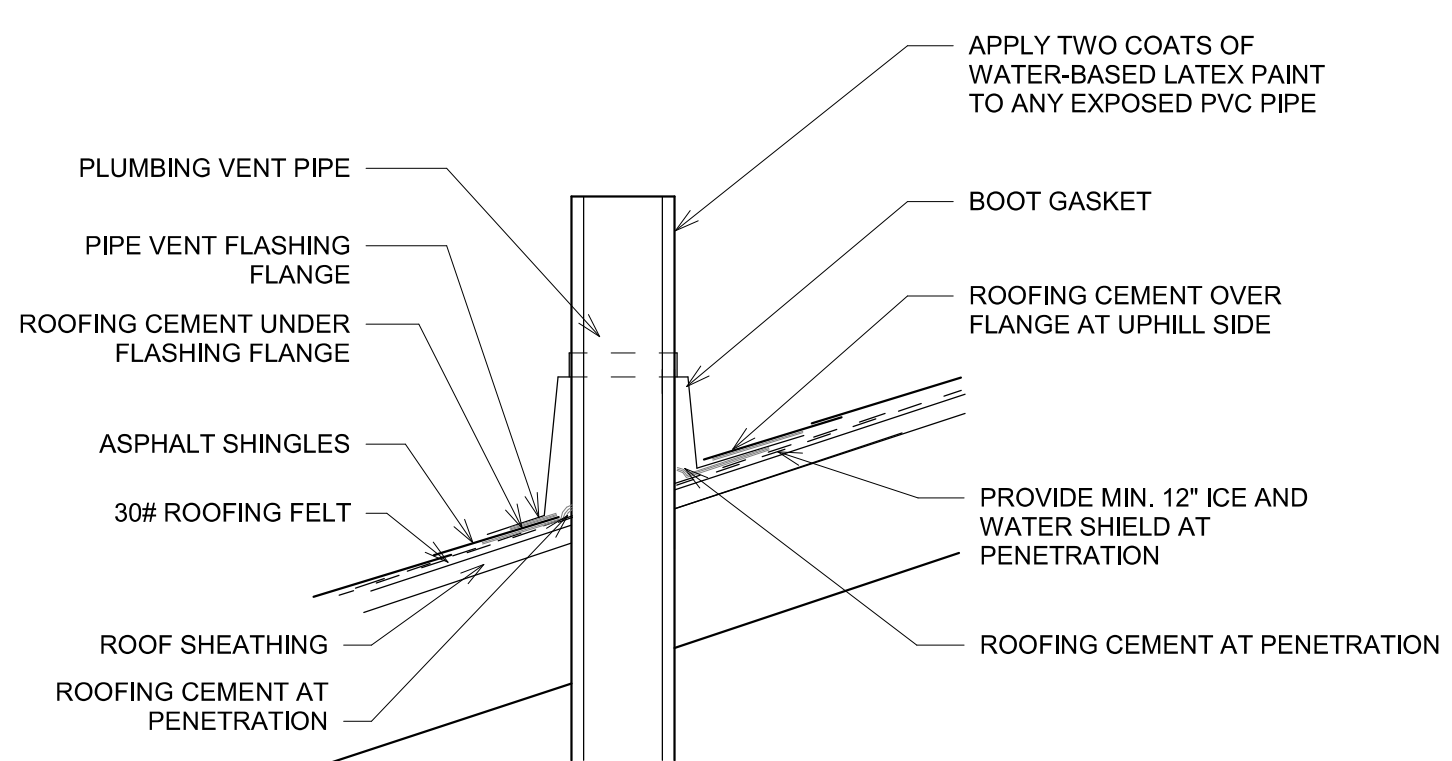 APPLY TWO COATS OF
WATER-BASED LATEX PAINT
TO ANY EXPOSED PVC PIPE
PLUMBING VENT PIPE
BOOT GASKET
PIPE VENT FLASHING
FLANGE
ROOFING CEMENT OVER
FLANGE AT UPHILL SIDE
ROOFING CEMENT UNDER
FLASHING FLANGE
ASPHALT SHINGLES
30# ROOFING FELT
PROVIDE MIN. 12" ICE AND
WATER SHIELD AT
PENETRATION
ROOF SHEATHING
ROOFING CEMENT AT PENETRATION
ROOFING CEMENT AT
PENETRATION